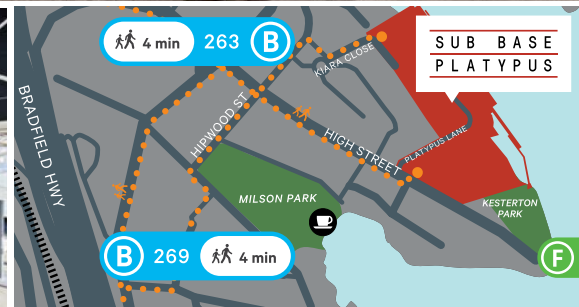 4 min 263 B
SUB BASE
PLATYPUS
KIARA CLOSE
BRADFIELD HWY
HIPWOOD ST
HIGH STREET
PLATYPUS LANE
MILSON PARK
KESTERTON
PARK
B 269 4 min
F